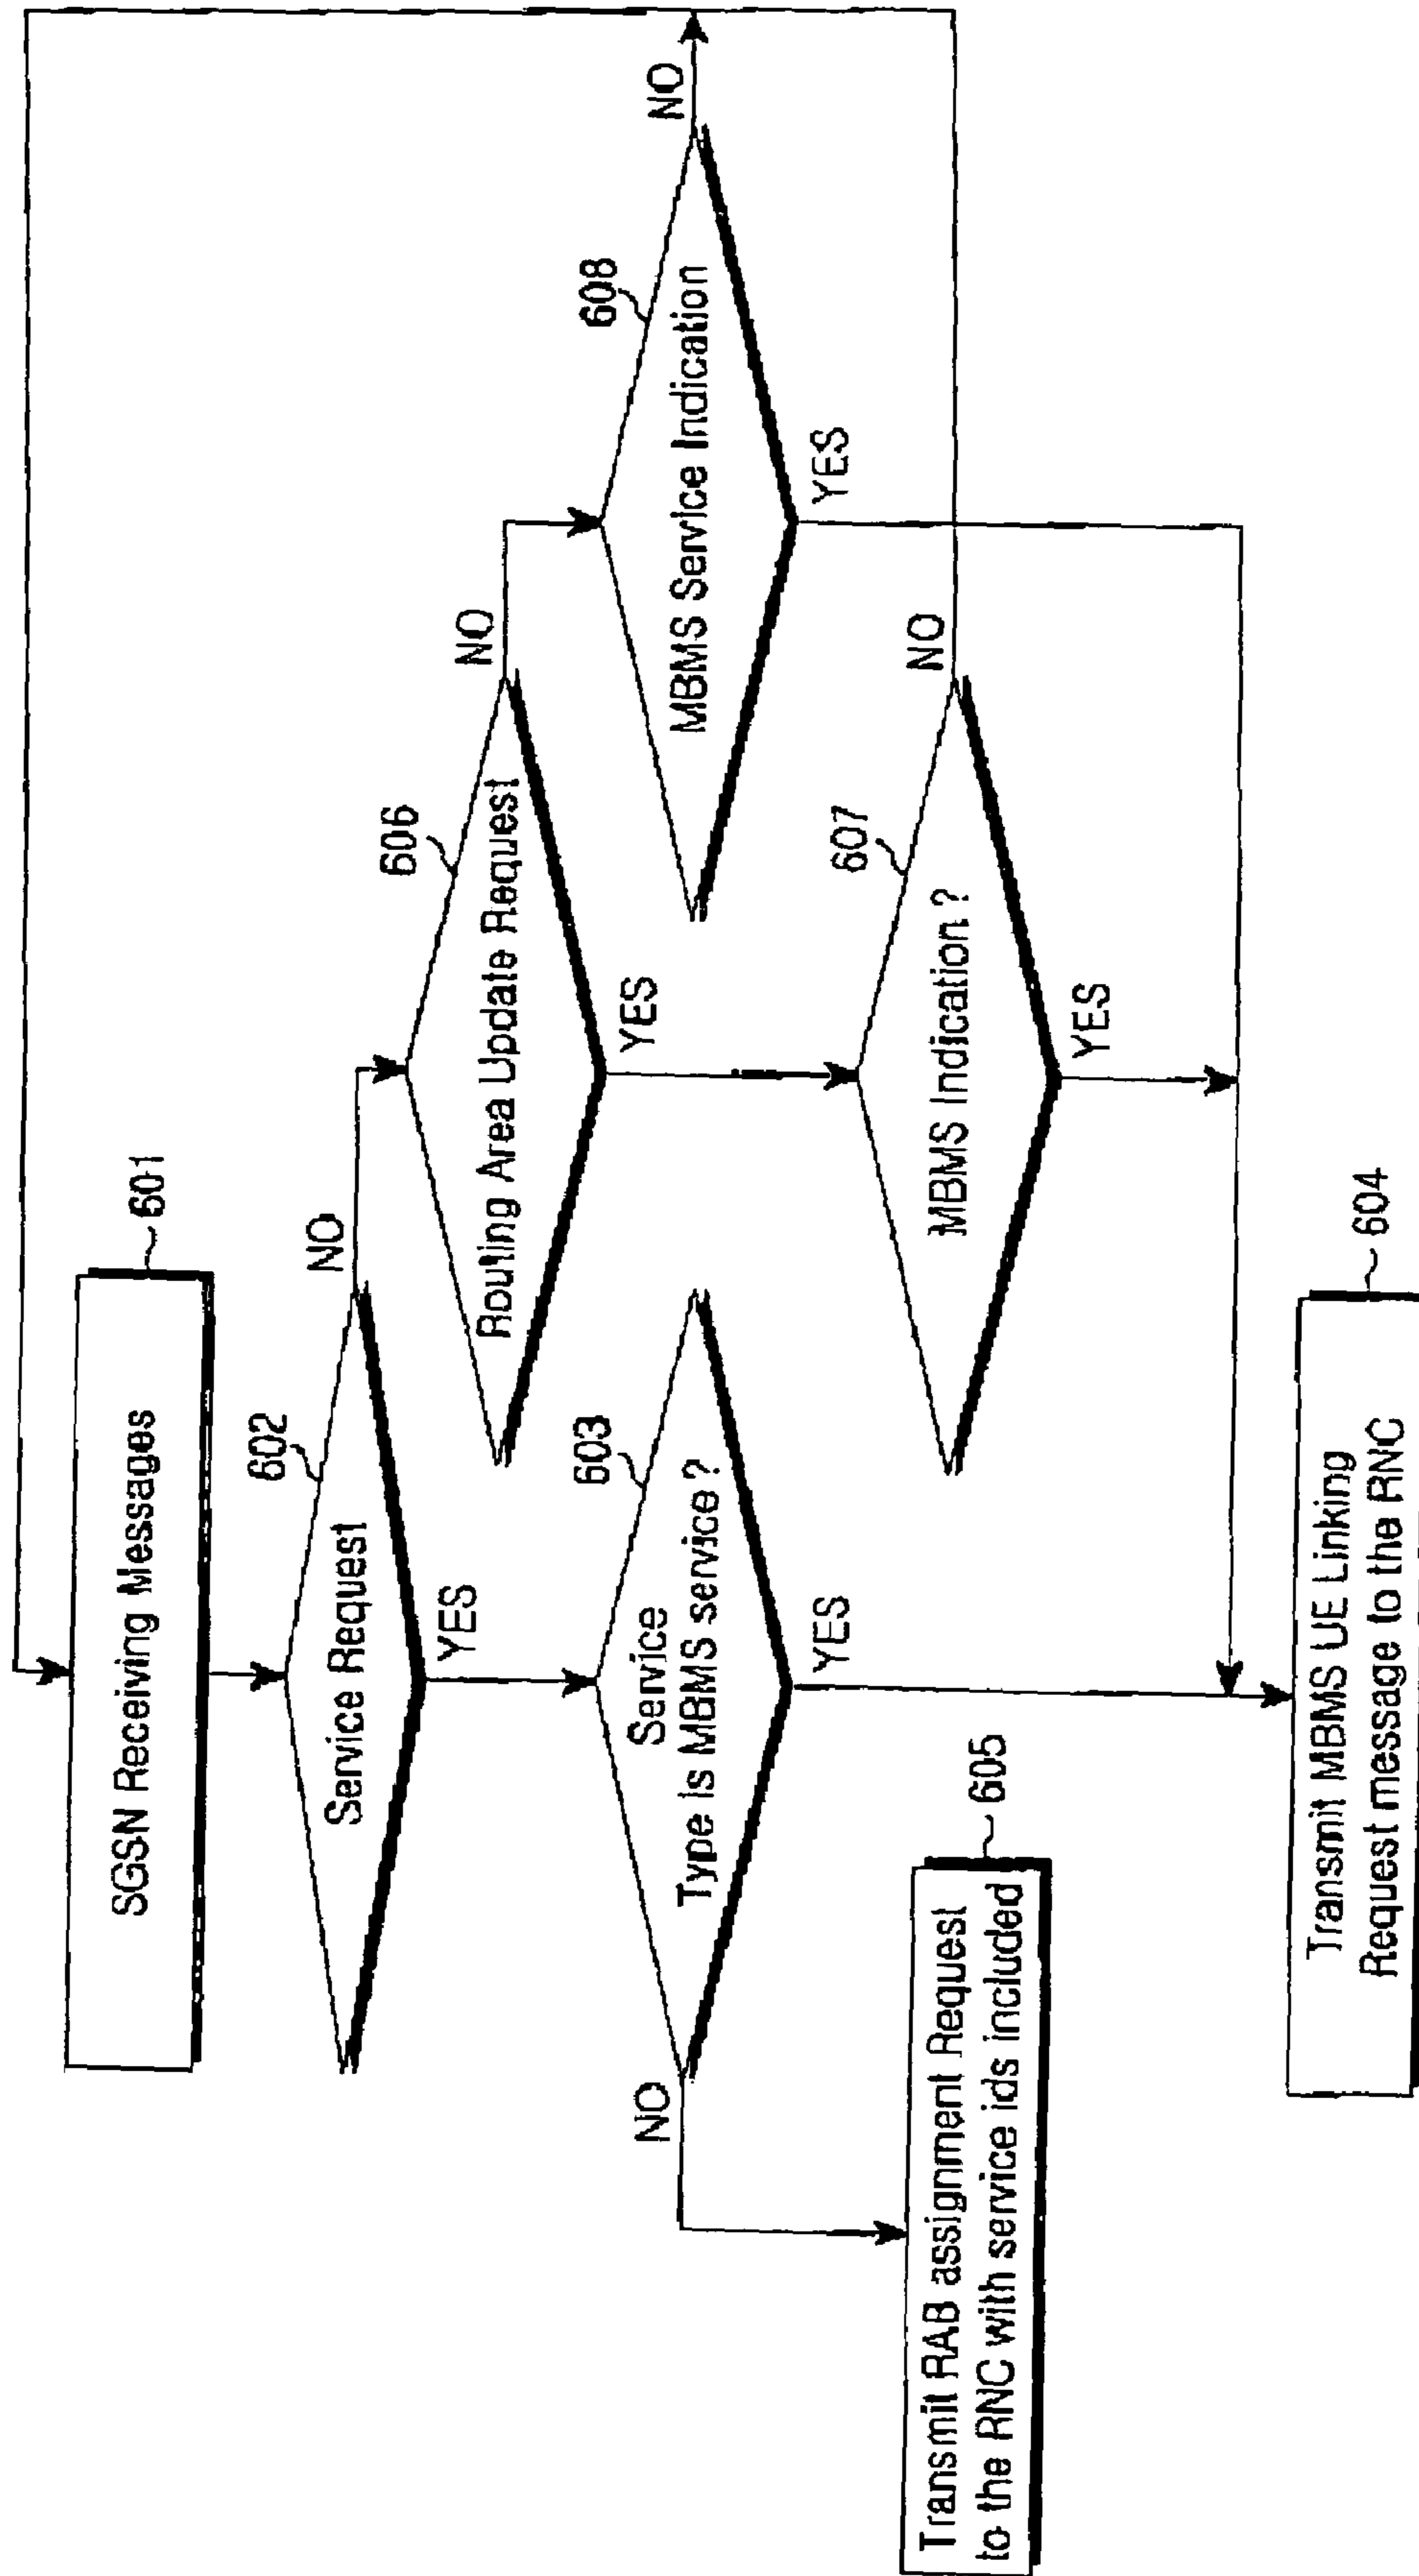 SGSN Receiving Messages
601
Service Request
602
NO
YES
Routing Area Update Request
606
NO
YES
Service
Type is MBMS service ?
603
NO
YES
MBMS Service Indication
608
NO
YES
MBMS Indication ?
607
NO
YES
Transmit RAB assignment Request
to the RNC with service ids included
605
Transmit MBMS UE Linking
Request message to the RNC
604